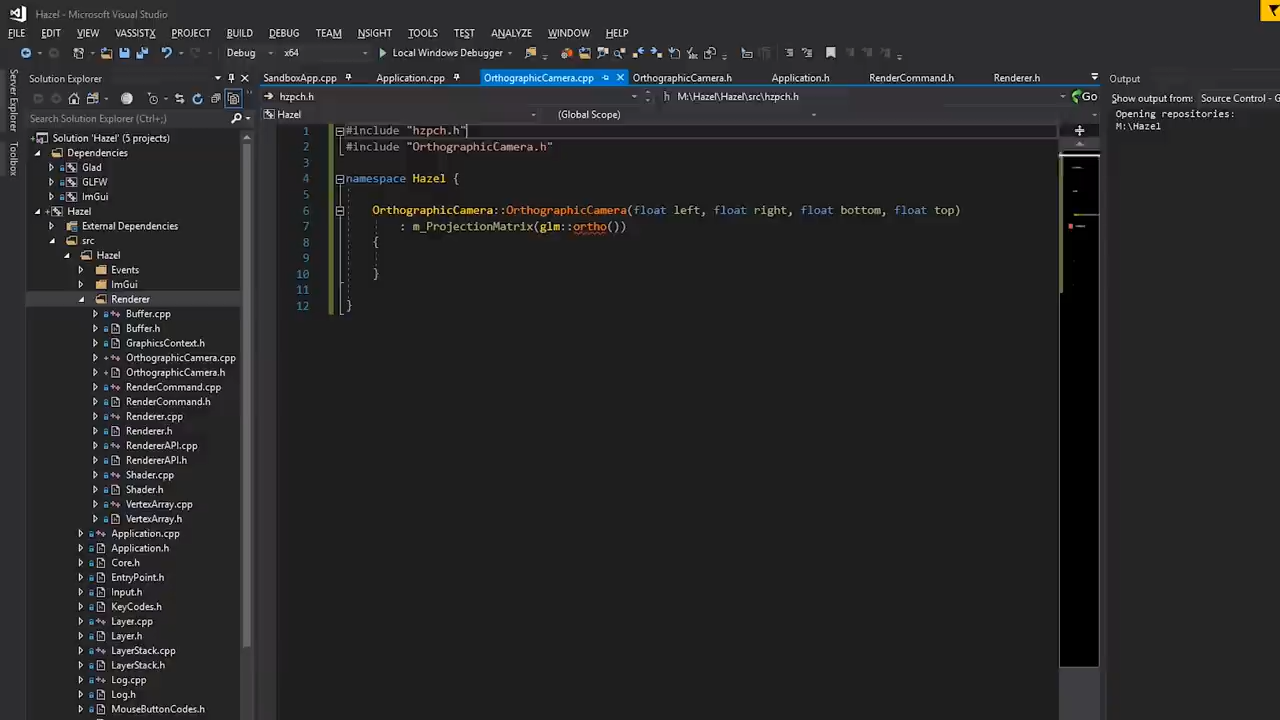 Hazel - Microsoft Visual Studio
FILE EDIT VIEW VASSISTX PROJECT BUILD DEBUG TEAM NSIGHT TOOLS TEST ANALYZE WINDOW HELP
Debug x64 Local Windows Debugger
Server Explorer
Toolbox
Solution Explorer
Search Solution Explorer (Ctrl+;)
Solution 'Hazel' (5 projects)
Dependencies
Glad
GLFW
ImGui
Hazel
External Dependencies
src
Hazel
Events
ImGui
Renderer
Buffer.cpp
Buffer.h
GraphicsContext.h
OrthographicCamera.cpp
OrthographicCamera.h
RenderCommand.cpp
RenderCommand.h
Renderer.cpp
Renderer.h
RendererAPI.cpp
RendererAPI.h
Shader.cpp
Shader.h
VertexArray.cpp
VertexArray.h
Application.cpp
Application.h
Core.h
EntryPoint.h
Input.h
KeyCodes.h
Layer.cpp
Layer.h
LayerStack.cpp
LayerStack.h
Log.cpp
Log.h
MouseButtonCodes.h
SandboxApp.cpp Application.cpp OrthographicCamera.cpp OrthographicCamera.h Application.h RenderCommand.h Renderer.h
hzpch.h h M:\Hazel\Hazel\src\hzpch.h Go
Hazel (Global Scope)
1 #include "hzpch.h"
2 #include "OrthographicCamera.h"
3
4 namespace Hazel {
5
6 OrthographicCamera::OrthographicCamera(float left, float right, float bottom, float top)
7 : m_ProjectionMatrix(glm::ortho())
8 {
9
10 }
11
12 }
Output
Show output from: Source Control - G
Opening repositories:
M:\Hazel